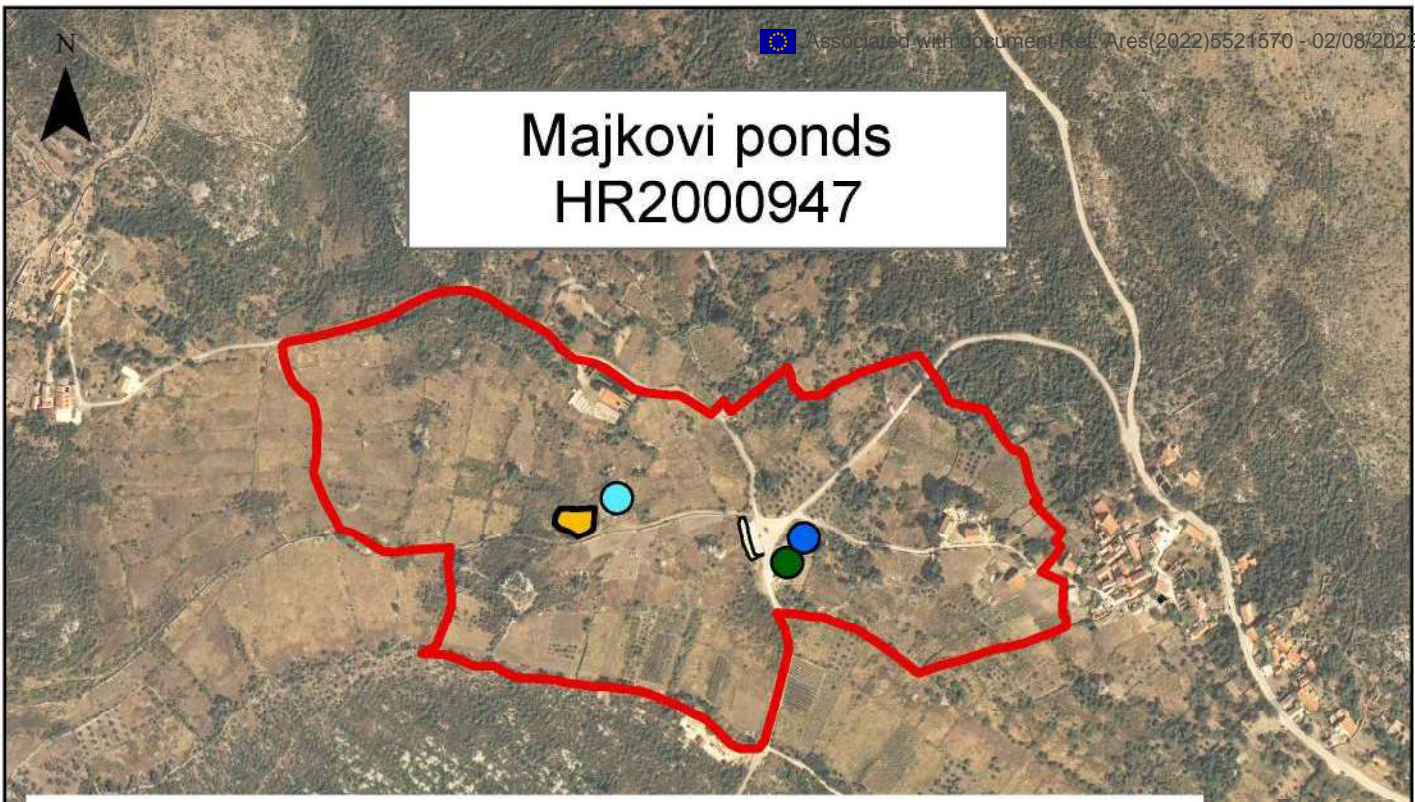 N
Associated with document Ref. Ares(2022)5521570 - 02/08/2022
Majkovi ponds
HR2000947